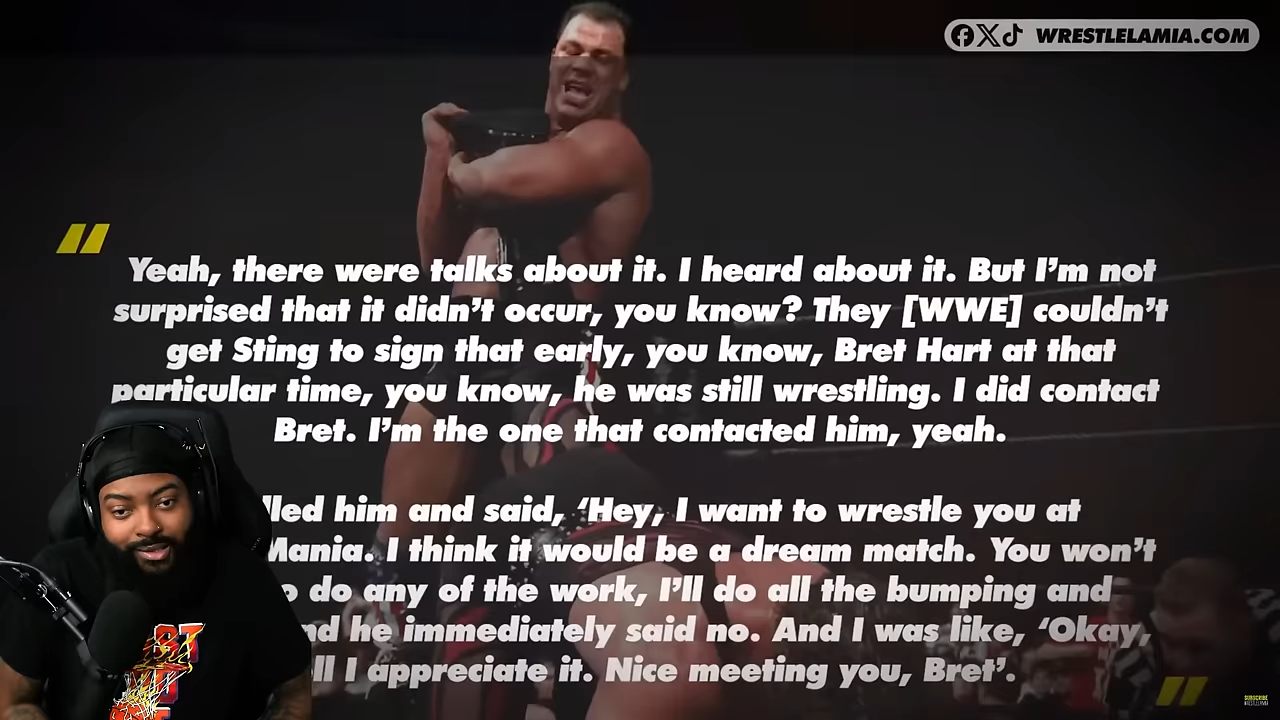 WRESTLELAMIA.COM
"
Yeah, there were talks about it. I heard about it. But I'm not
surprised that it didn't occur, you know? They [WWE] couldn't
get Sting to sign that early, you know, Bret Hart at that
particular time, you know, he was still wrestling. I did contact
Bret. I'm the one that contacted him, yeah.
him and said, 'Hey, I want to wrestle you at
I think it would be a dream match. You won't
do any of the work, I'll do all the bumping and
he immediately said no. And I was like, 'Okay,
I appreciate it. Nice meeting you, Bret'.
"
SUBSCRIBE
WRESTLELAMIA